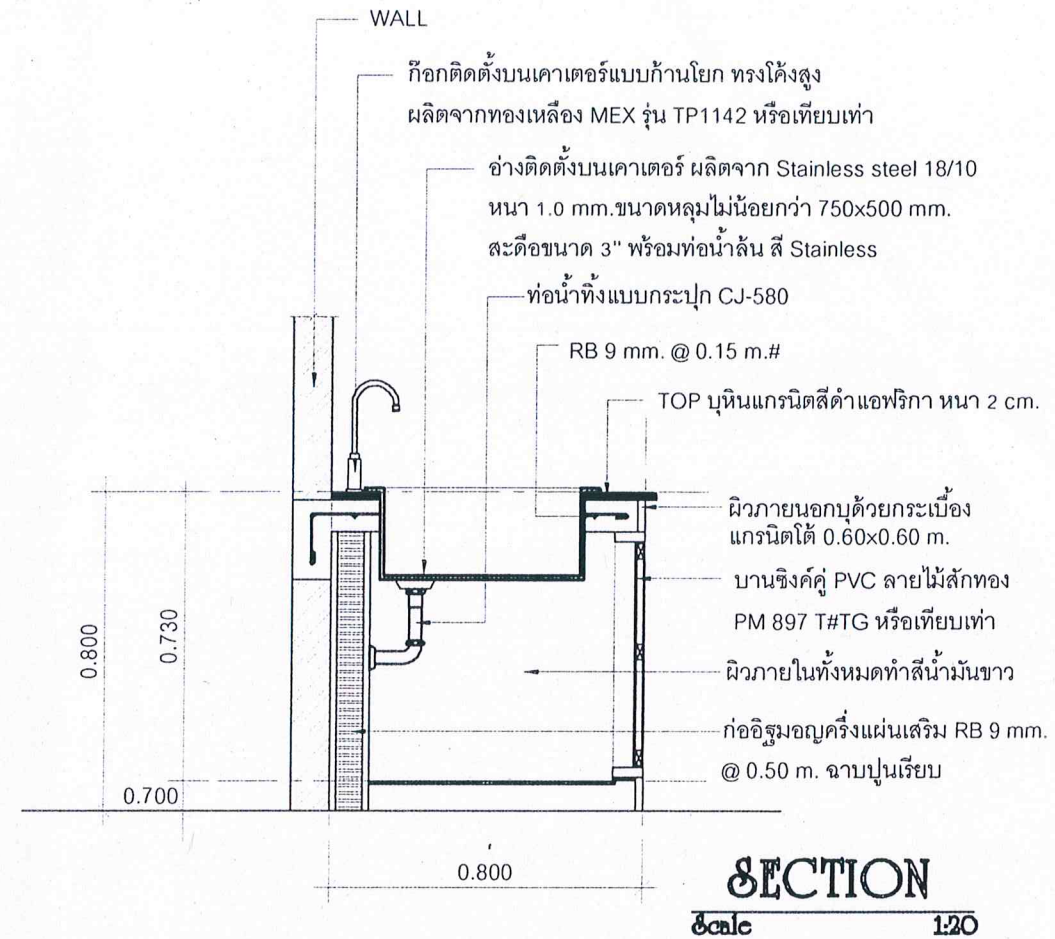 WALL
ก๊อกติดตั้งบนเคาเตอร์แบบก้านโยก ทรงโค้งสูง
ผลิตจากทองเหลือง MEX รุ่น TP1142 หรือเทียบเท่า
อ่างติดตั้งบนเคาเตอร์ ผลิตจาก Stainless steel 18/10
หนา 1.0 mm.ขนาดหลุมไม่น้อยกว่า 750x500 mm.
สะดือขนาด 3" พร้อมท่อน้ำล้น สี Stainless
ท่อน้ำทิ้งแบบกระปุก CJ-580
RB 9 mm. @ 0.15 m.#
TOP บุหินแกรนิตสีดำแอฟริกา หนา 2 cm.
ผิวภายนอกบุด้วยกระเบื้อง
แกรนิตโต้ 0.60x0.60 m.
บานซิงค์คู่ PVC ลายไม้สักทอง
PM 897 T#TG หรือเทียบเท่า
ผิวภายในทั้งหมดทำสีน้ำมันขาว
ก่ออิฐมอญครึ่งแผ่นเสริม RB 9 mm.
@ 0.50 m. ฉาบปูนเรียบ
0.800
0.730
0.700
0.800
SECTION
Scale 1:20